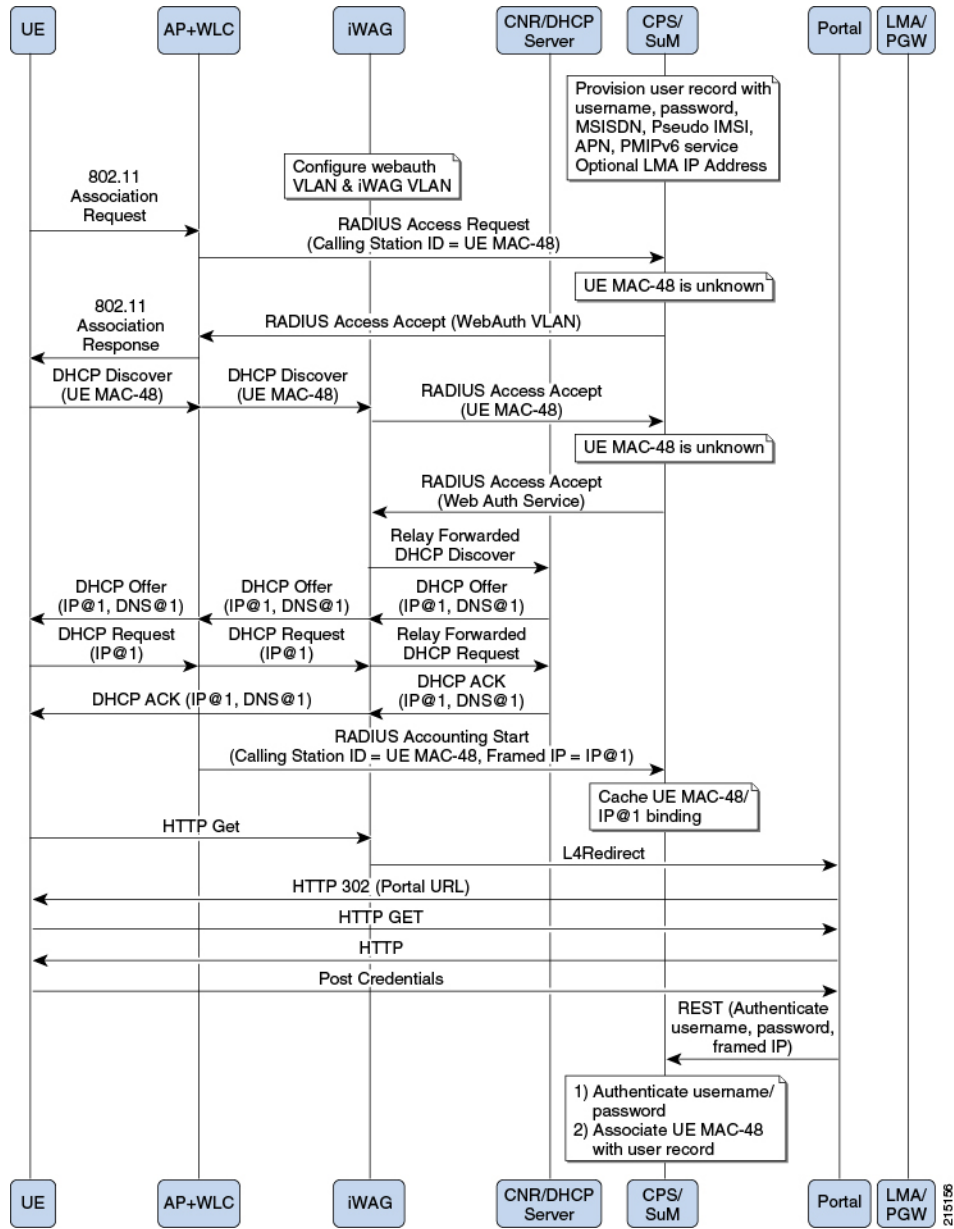 UE
AP+WLC
iWAG
CNR/DHCP
Server
CPS/
SuM
Portal
LMA/
PGW
Provision user record with
username, password,
MSISDN, Pseudo IMSI,
APN, PMIPv6 service
Optional LMA IP Address
Configure webauth
VLAN & iWAG VLAN
802.11
Association
Request
RADIUS Access Request
(Calling Station ID = UE MAC-48)
UE MAC-48 is unknown
802.11
Association
Response
RADIUS Access Accept (WebAuth VLAN)
DHCP Discover
(UE MAC-48)
DHCP Discover
(UE MAC-48)
RADIUS Access Accept
(UE MAC-48)
UE MAC-48 is unknown
RADIUS Access Accept
(Web Auth Service)
Relay Forwarded
DHCP Discover
DHCP Offer
(IP@1, DNS@1)
DHCP Offer
(IP@1, DNS@1)
DHCP Offer
(IP@1, DNS@1)
DHCP Request
(IP@1)
DHCP Request
(IP@1)
Relay Forwarded
DHCP Request
DHCP ACK
(IP@1, DNS@1)
DHCP ACK (IP@1, DNS@1)
RADIUS Accounting Start
(Calling Station ID = UE MAC-48, Framed IP = IP@1)
Cache UE MAC-48/
IP@1 binding
HTTP Get
L4Redirect
HTTP 302 (Portal URL)
HTTP GET
HTTP
Post Credentials
REST (Authenticate
username, password,
framed IP)
1) Authenticate username/
password
2) Associate UE MAC-48
with user record
UE
AP+WLC
iWAG
CNR/DHCP
Server
CPS/
SuM
Portal
LMA/
PGW
215156